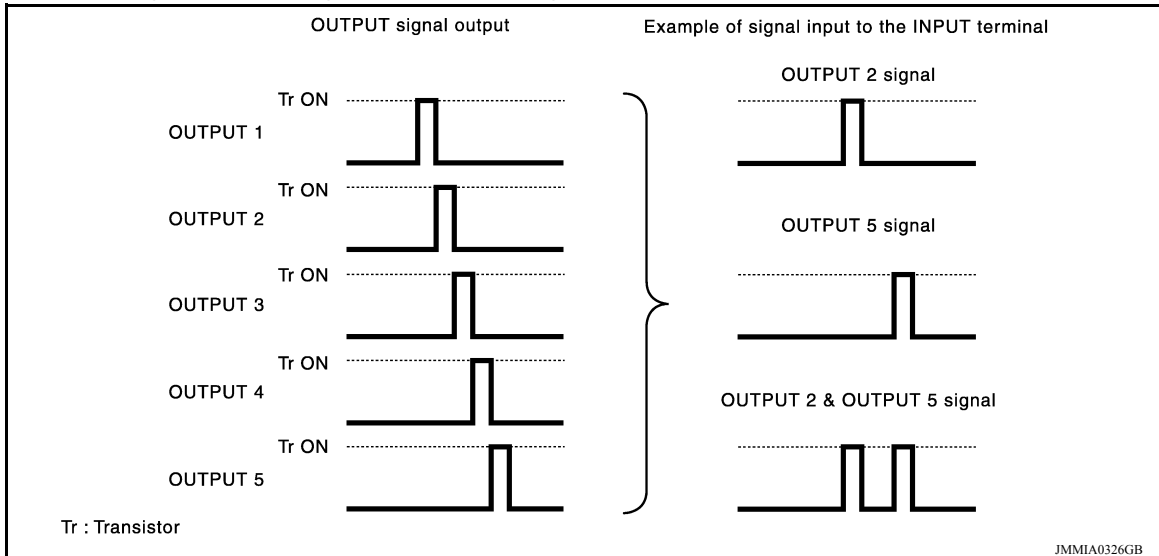 OUTPUT signal output
Example of signal input to the INPUT terminal
Tr ON
OUTPUT 1
Tr ON
OUTPUT 2
Tr ON
OUTPUT 3
Tr ON
OUTPUT 4
Tr ON
OUTPUT 5
OUTPUT 2 signal
OUTPUT 5 signal
OUTPUT 2 & OUTPUT 5 signal
Tr : Transistor
JMMIA0326GB